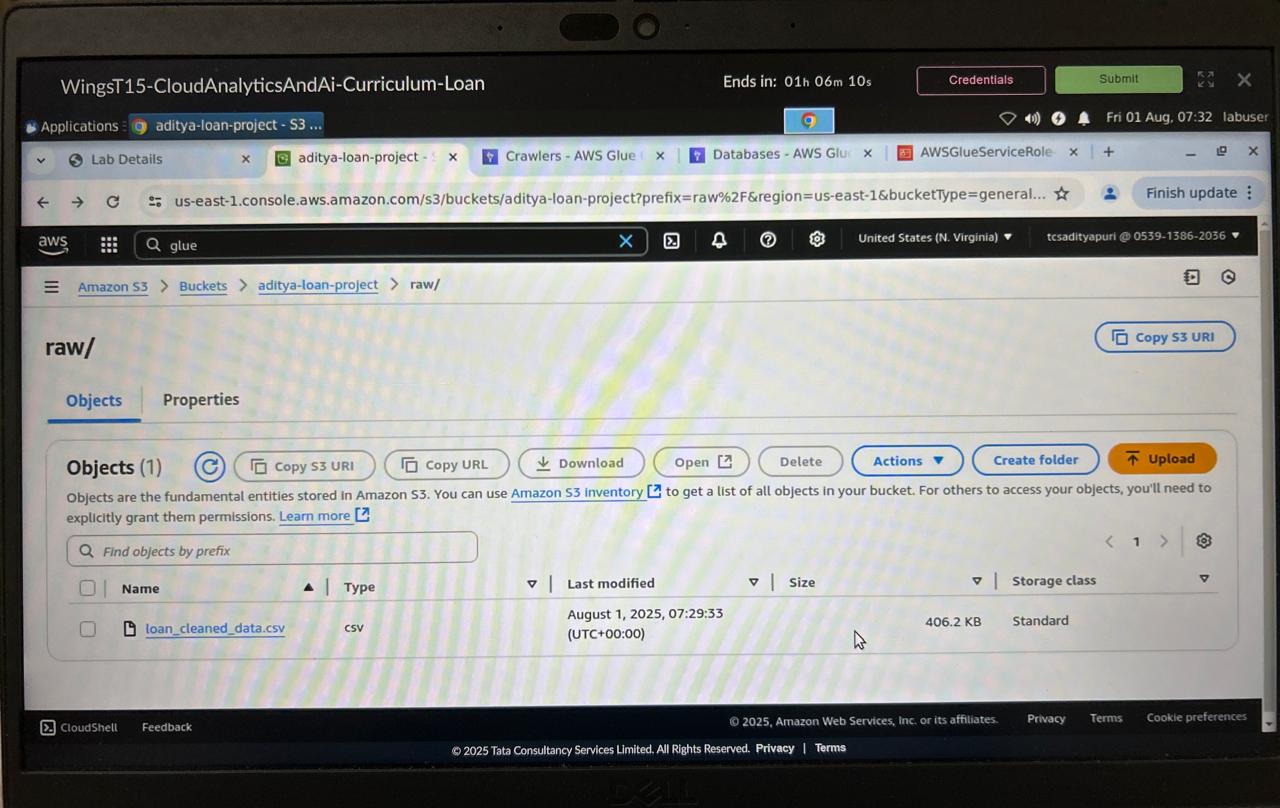 WingsT15-CloudAnalyticsAndAi-Curriculum-Loan
Ends in: 01h 06m 10s
Credentials
Submit
Applications
aditya-loan-project - S3 ...
Fri 01 Aug, 07:32 labuser
Lab Details
aditya-loan-project -
Crawlers - AWS Glue
Databases - AWS Glu
AWSGlueServiceRole
us-east-1.console.aws.amazon.com/s3/buckets/aditya-loan-project?prefix=raw%2F&region=us-east-1&bucketType=general...
Finish update
aws
glue
United States (N. Virginia)
tcsadityapuri @ 0539-1386-2036
Amazon S3 > Buckets > aditya-loan-project > raw/
raw/
Copy S3 URI
Objects
Properties
Objects (1)
Copy S3 URI
Copy URL
Download
Open
Delete
Actions
Create folder
Upload
Objects are the fundamental entities stored in Amazon S3. You can use Amazon S3 inventory to get a list of all objects in your bucket. For others to access your objects, you'll need to
explicitly grant them permissions. Learn more
Find objects by prefix
1
Name
Type
Last modified
Size
Storage class
loan_cleaned_data.csv
csv
August 1, 2025, 07:29:33
(UTC+00:00)
406.2 KB
Standard
CloudShell
Feedback
© 2025, Amazon Web Services, Inc. or its affiliates.
Privacy
Terms
Cookie preferences
© 2025 Tata Consultancy Services Limited. All Rights Reserved. Privacy | Terms
DELL